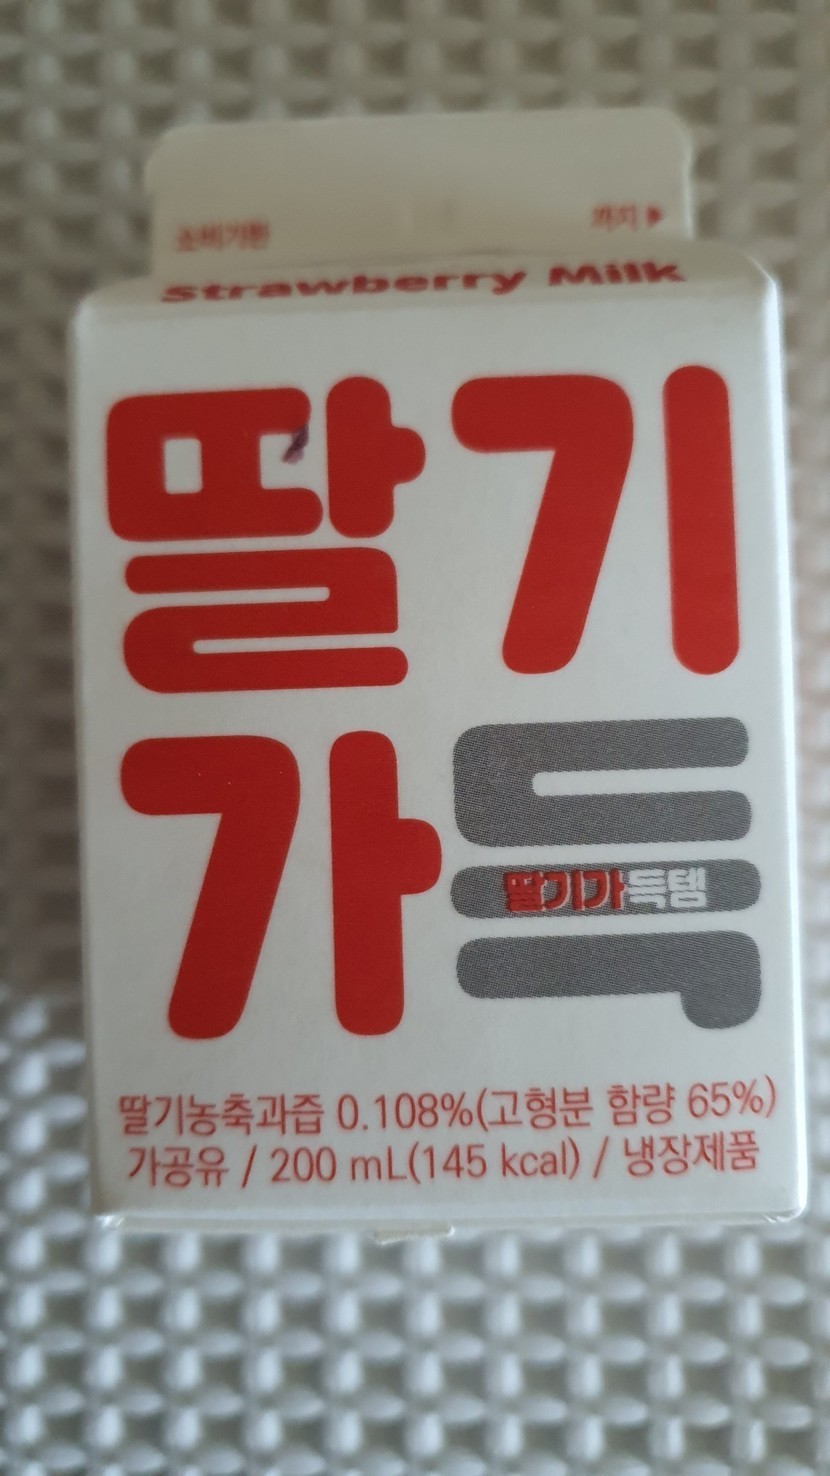 소비기한 까지
Strawberry Milk
딸기
가득
딸기가득템
딸기농축과즙 0.108%(고형분 함량 65%)
가공유 / 200 mL(145 kcal) / 냉장제품